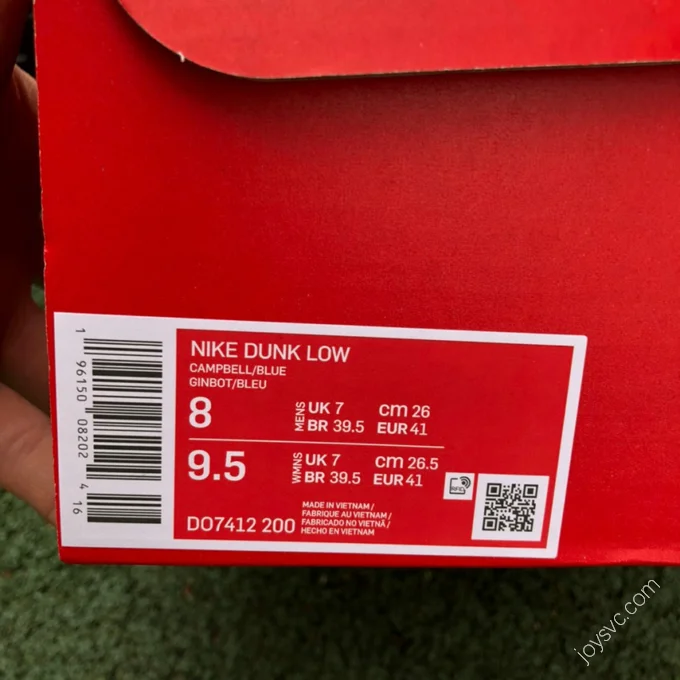 NIKE DUNK LOW
CAMPBELL/BLUE
GINBOT/BLEU
8 MENS UK 7 cm 26
BR 39.5 EUR 41
9.5 WMNS UK 7 cm 26.5
BR 39.5 EUR 41
RFID
DO7412 200
MADE IN VIETNAM /
FABRIQUE AU VIETNAM /
FABRICADO NO VIETNÃ /
HECHO EN VIETNAM
1 96150 08202 4 16
joysvc.com